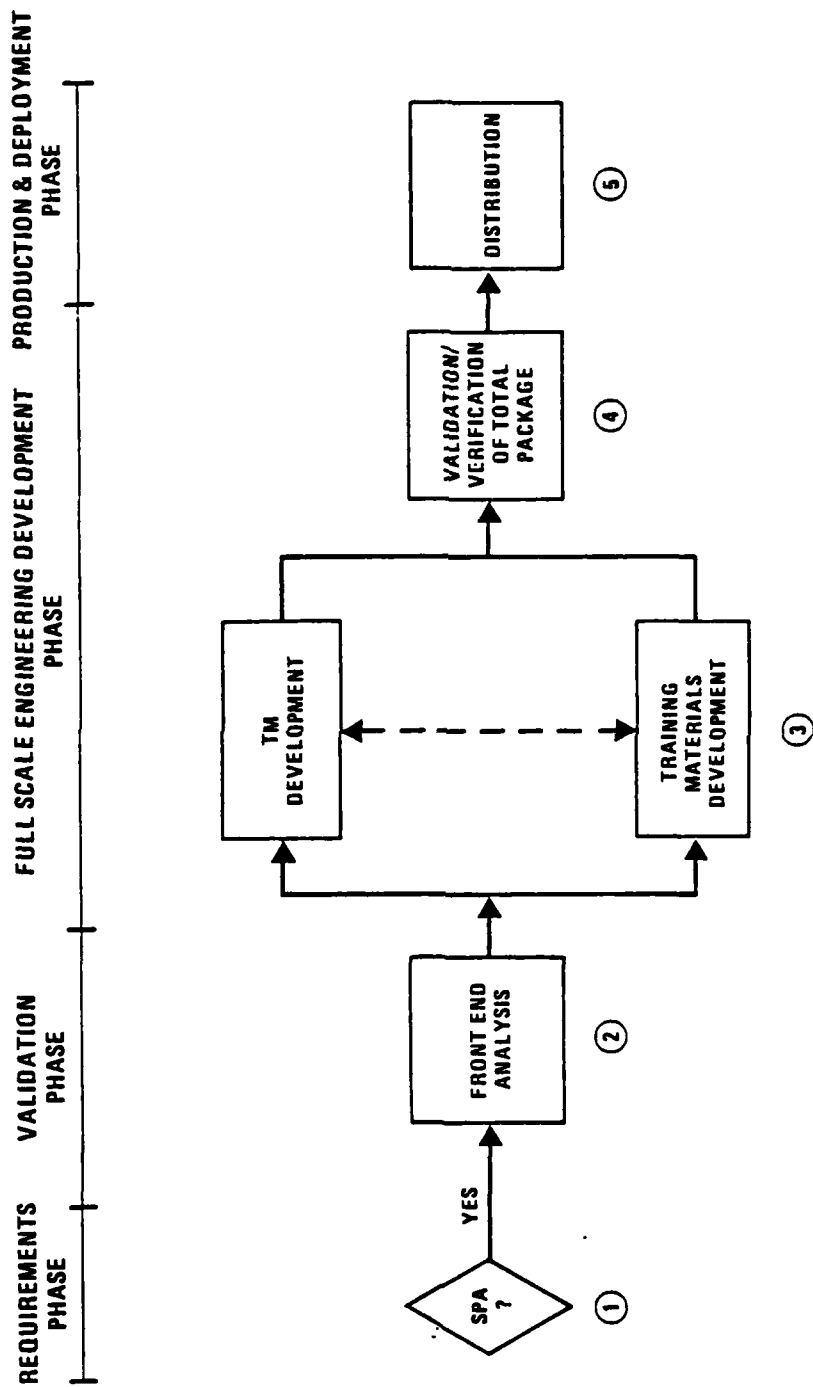 REQUIREMENTS
PHASE
VALIDATION
PHASE
FULL SCALE ENGINEERING DEVELOPMENT
PHASE
PRODUCTION & DEPLOYMENT
PHASE
SPA
?
YES
1
FRONT END
ANALYSIS
2
TM
DEVELOPMENT
TRAINING
MATERIALS
DEVELOPMENT
3
VALIDATION/
VERIFICATION
OF TOTAL
PACKAGE
4
DISTRIBUTION
5